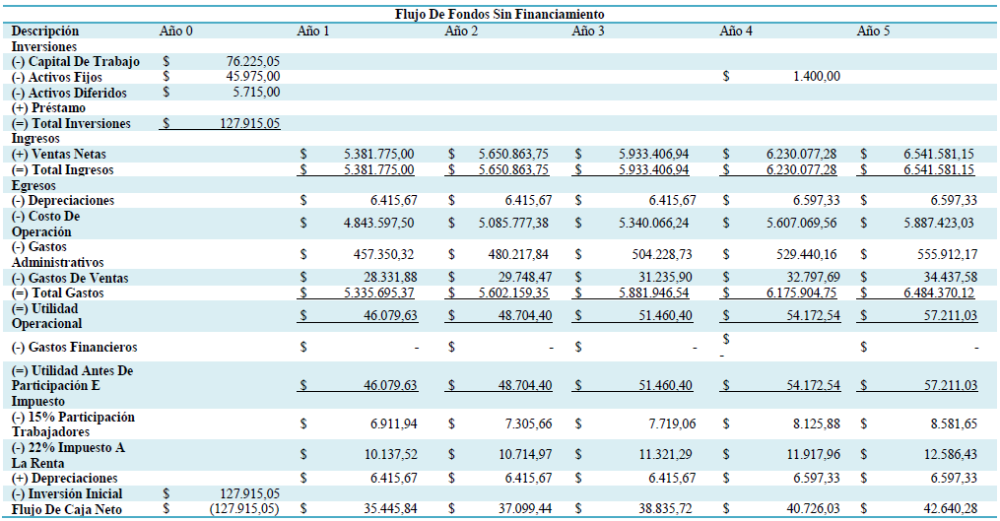 Flujo De Fondos Sin Financiamiento
Descripción Año 0 Año 1 Año 2 Año 3 Año 4 Año 5
Inversiones
(-) Capital De Trabajo $ 76.225,05
(-) Activos Fijos $ 45.975,00 $ 1.400,00
(-) Activos Diferidos $ 5.715,00
(+) Préstamo
(=) Total Inversiones $ 127.915,05
Ingresos
(+) Ventas Netas $ 5.381.775,00 $ 5.650.863,75 $ 5.933.406,94 $ 6.230.077,28 $ 6.541.581,15
(=) Total Ingresos $ 5.381.775,00 $ 5.650.863,75 $ 5.933.406,94 $ 6.230.077,28 $ 6.541.581,15
Egresos
(-) Depreciaciones $ 6.415,67 $ 6.415,67 $ 6.415,67 $ 6.597,33 $ 6.597,33
(-) Costo De
Operación $ 4.843.597,50 $ 5.085.777,38 $ 5.340.066,24 $ 5.607.069,56 $ 5.887.423,03
(-) Gastos
Administrativos $ 457.350,32 $ 480.217,84 $ 504.228,73 $ 529.440,16 $ 555.912,17
(-) Gastos De Ventas $ 28.331,88 $ 29.748,47 $ 31.235,90 $ 32.797,69 $ 34.437,58
(=) Total Gastos $ 5.335.695,37 $ 5.602.159,35 $ 5.881.946,54 $ 6.175.904,75 $ 6.484.370,12
(=) Utilidad
Operacional $ 46.079,63 $ 48.704,40 $ 51.460,40 $ 54.172,54 $ 57.211,03
(-) Gastos Financieros $ - $ - $ - $ - $ -
(=) Utilidad Antes De
Participación E $ 46.079,63 $ 48.704,40 $ 51.460,40 $ 54.172,54 $ 57.211,03
Impuesto
(-) 15% Participación
Trabajadores $ 6.911,94 $ 7.305,66 $ 7.719,06 $ 8.125,88 $ 8.581,65
(-) 22% Impuesto A
La Renta $ 10.137,52 $ 10.714,97 $ 11.321,29 $ 11.917,96 $ 12.586,43
(+) Depreciaciones $ 6.415,67 $ 6.415,67 $ 6.415,67 $ 6.597,33 $ 6.597,33
(-) Inversión Inicial $ 127.915,05
Flujo De Caja Neto $ (127.915,05) $ 35.445,84 $ 37.099,44 $ 38.835,72 $ 40.726,03 $ 42.640,28